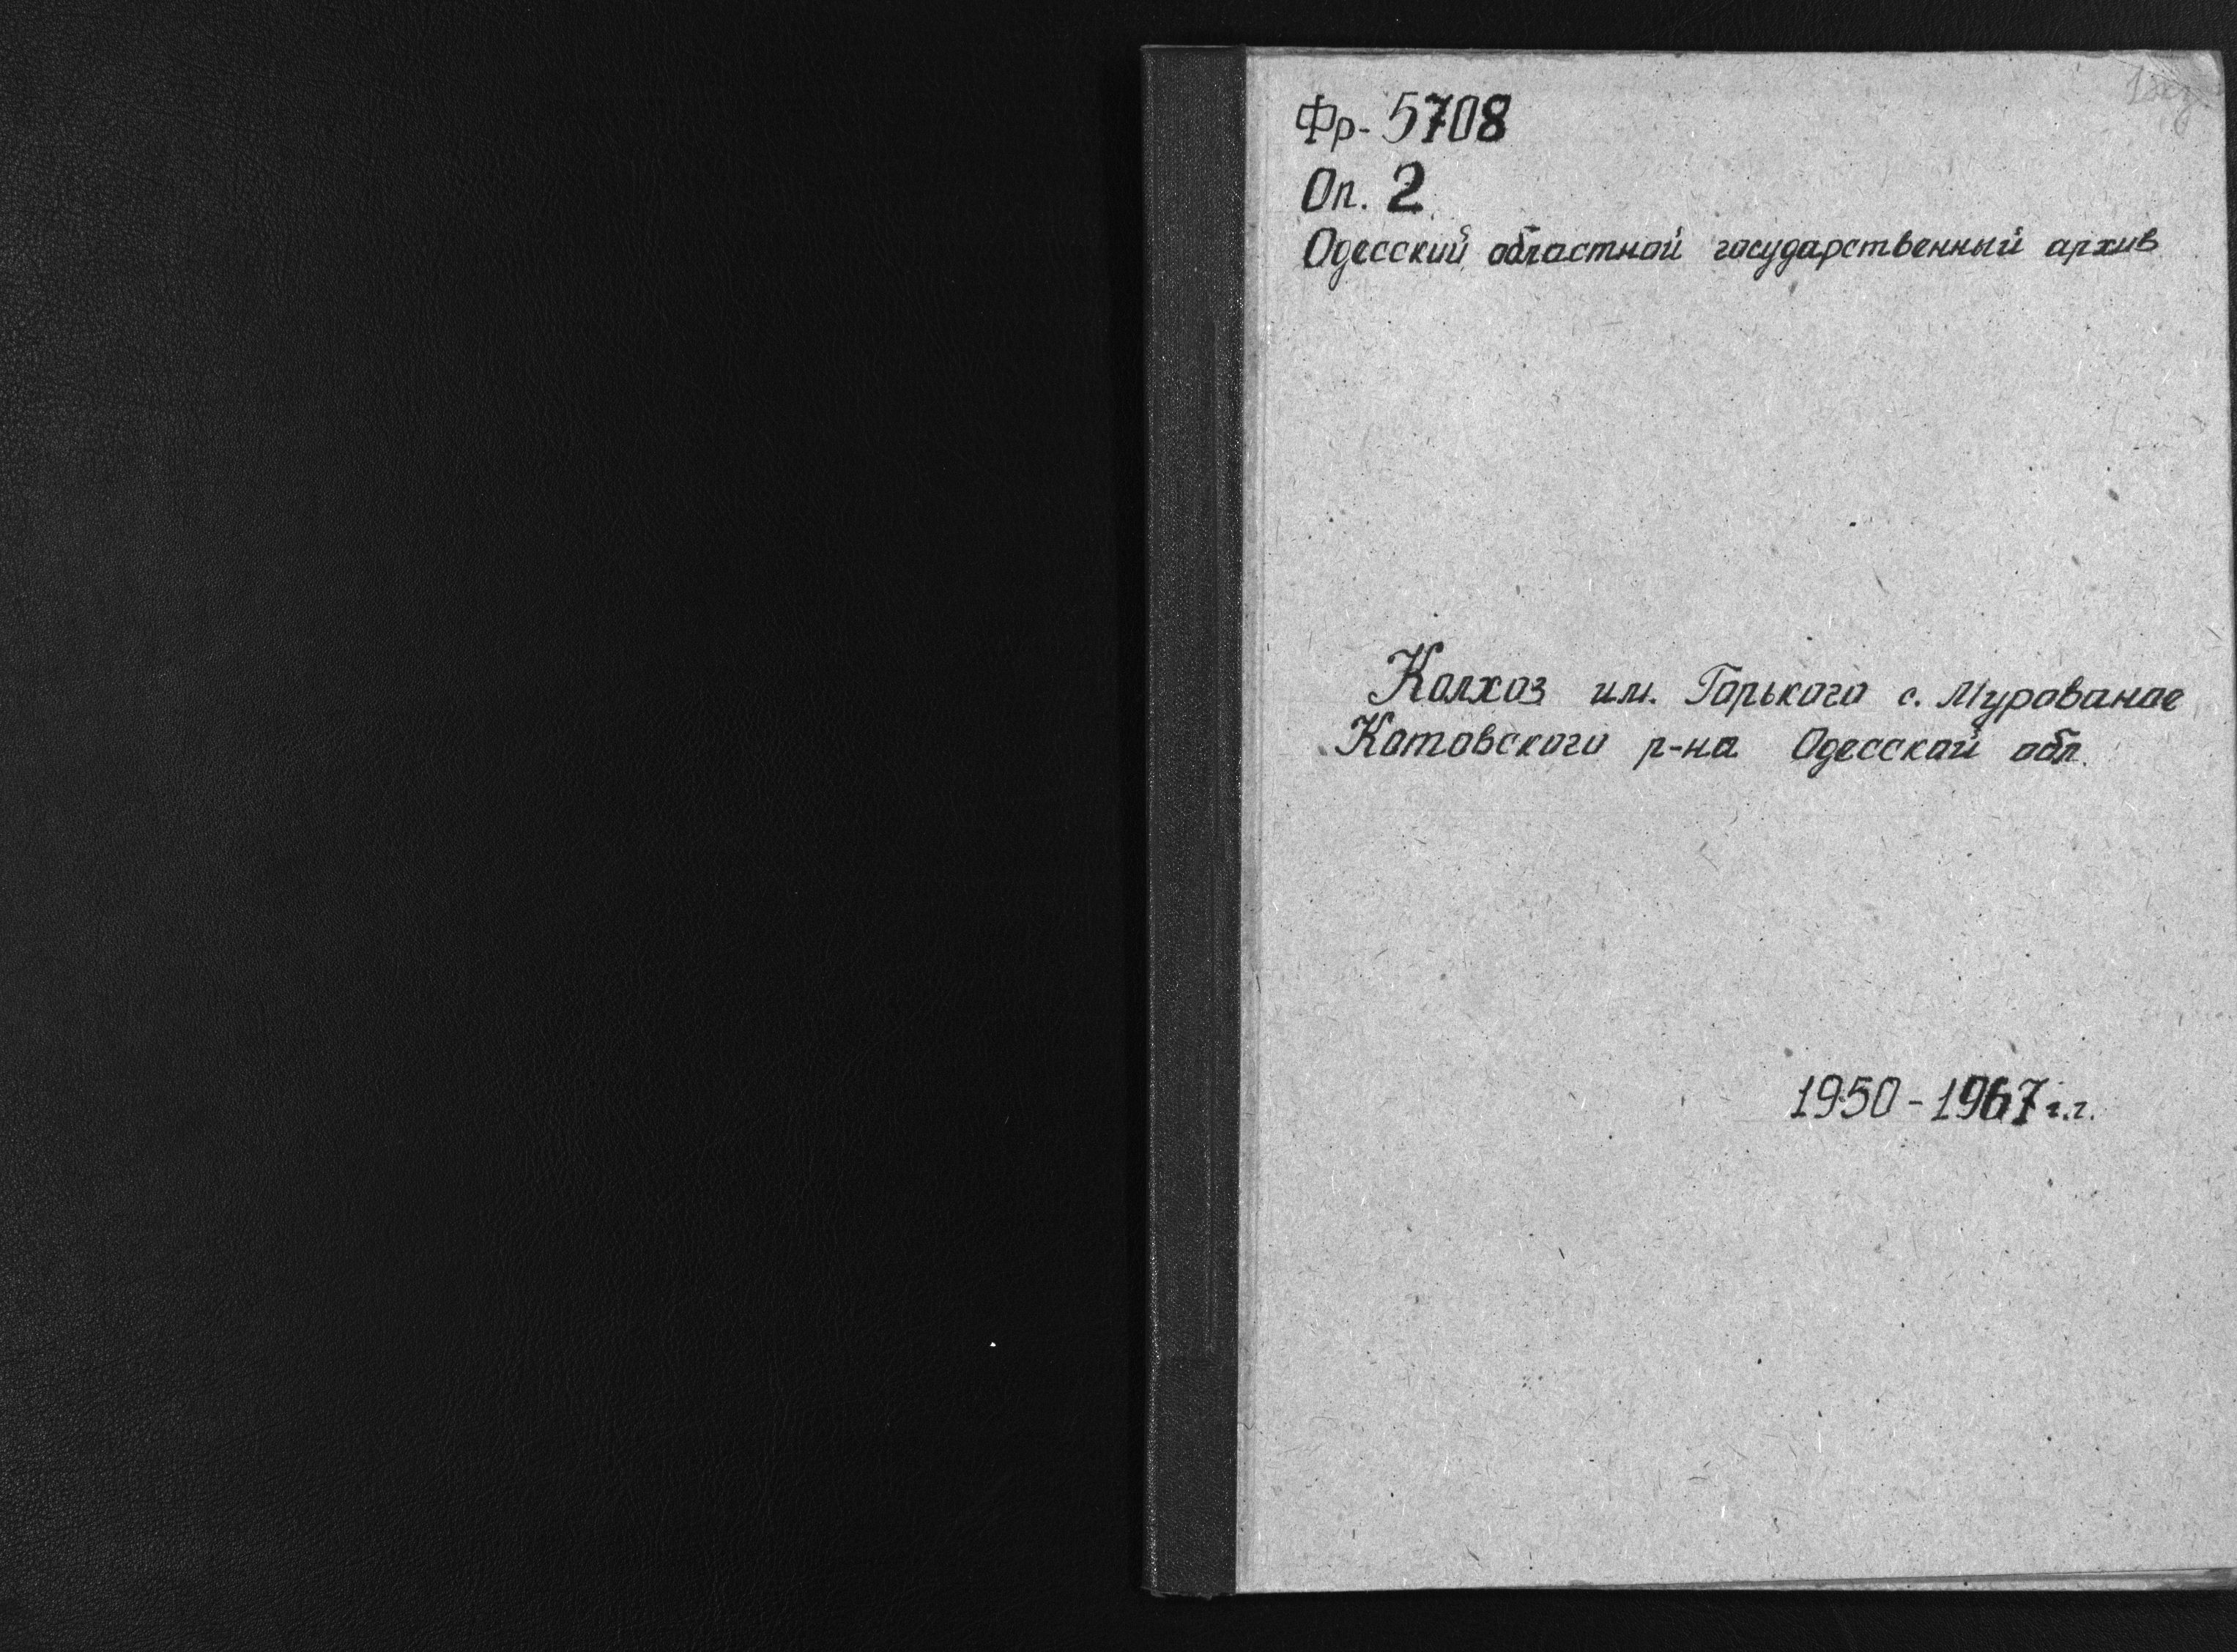 Фр-5708
Оп. 2
Одесский областной государственный архив
Колхоз им. Горького с. Мурованое
Котовского р-на Одесской обл.
1950-1967 г.г.